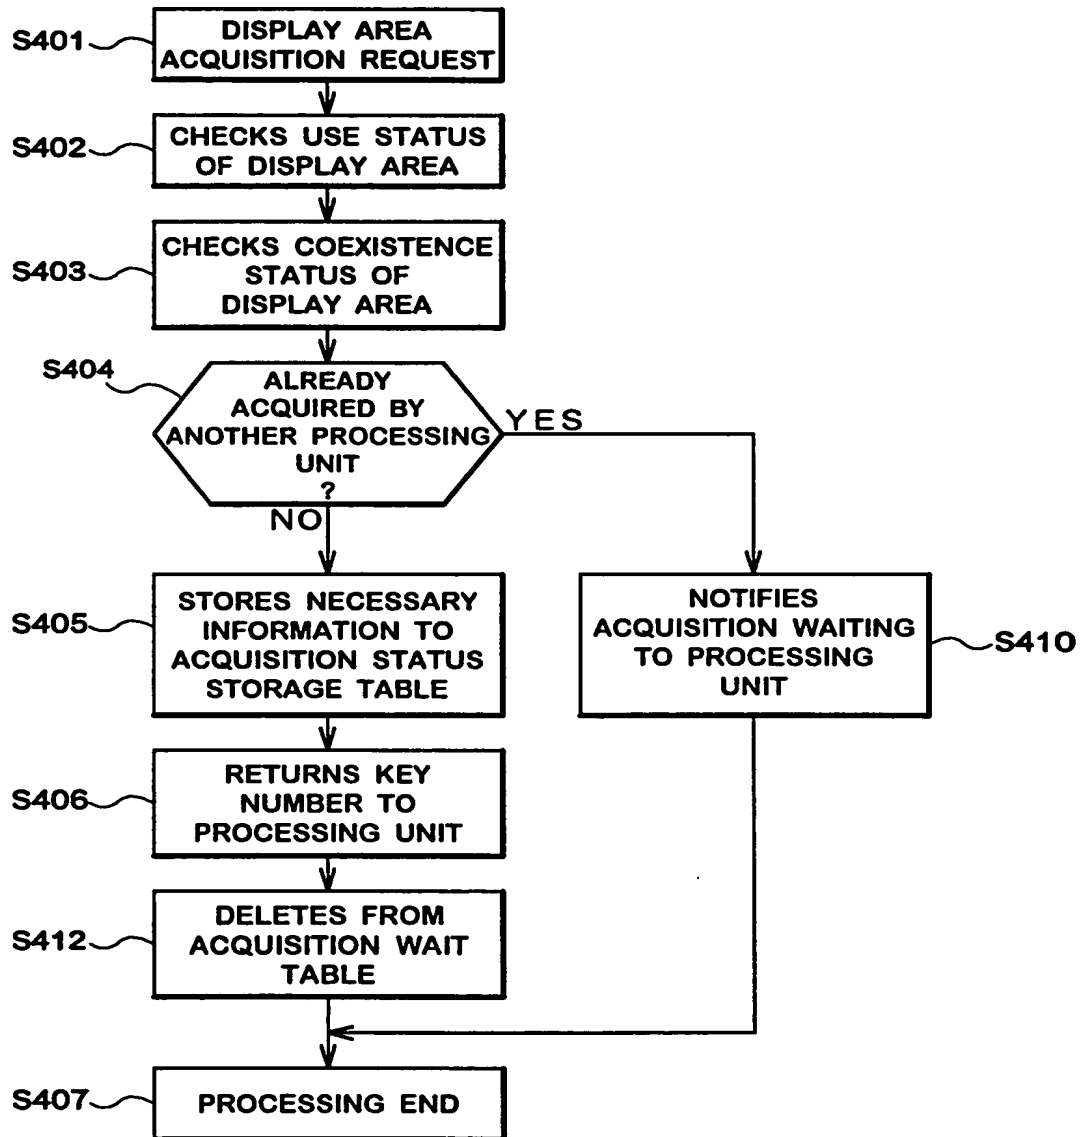 S401
DISPLAY AREA
ACQUISITION REQUEST
S402
CHECKS USE STATUS
OF DISPLAY AREA
S403
CHECKS COEXISTENCE
STATUS OF
DISPLAY AREA
S404
ALREADY
ACQUIRED BY
ANOTHER PROCESSING
UNIT
?
YES
NO
S405
STORES NECESSARY
INFORMATION TO
ACQUISITION STATUS
STORAGE TABLE
NOTIFIES
ACQUISITION WAITING
TO PROCESSING
UNIT
S410
S406
RETURNS KEY
NUMBER TO
PROCESSING UNIT
S412
DELETES FROM
ACQUISITION WAIT
TABLE
S407
PROCESSING END